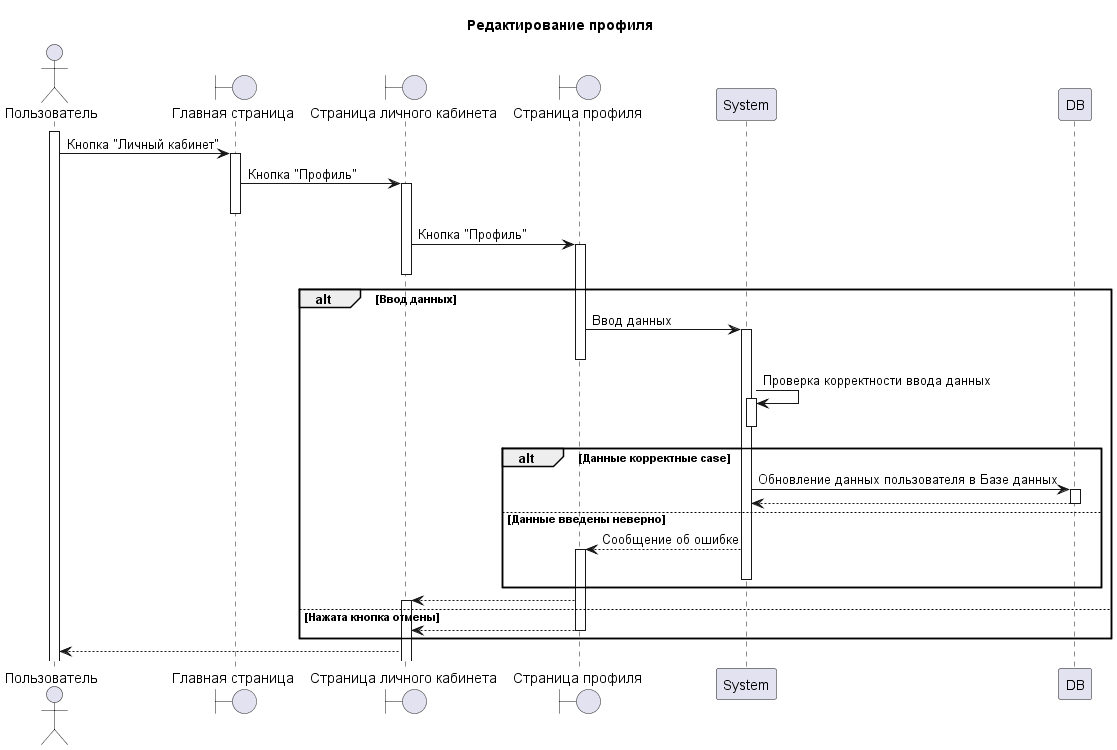 Редактирование профиля
Пользователь
Главная страница
Страница личного кабинета
Страница профиля
System
DB
Кнопка "Личный кабинет"
Кнопка "Профиль"
Кнопка "Профиль"
alt
[Ввод данных]
Ввод данных
Проверка корректности ввода данных
alt
[Данные корректные case]
Обновление данных пользователя в Базе данных
[Данные введены неверно]
Сообщение об ошибке
[Нажата кнопка отмены]
Пользователь
Главная страница
Страница личного кабинета
Страница профиля
System
DB